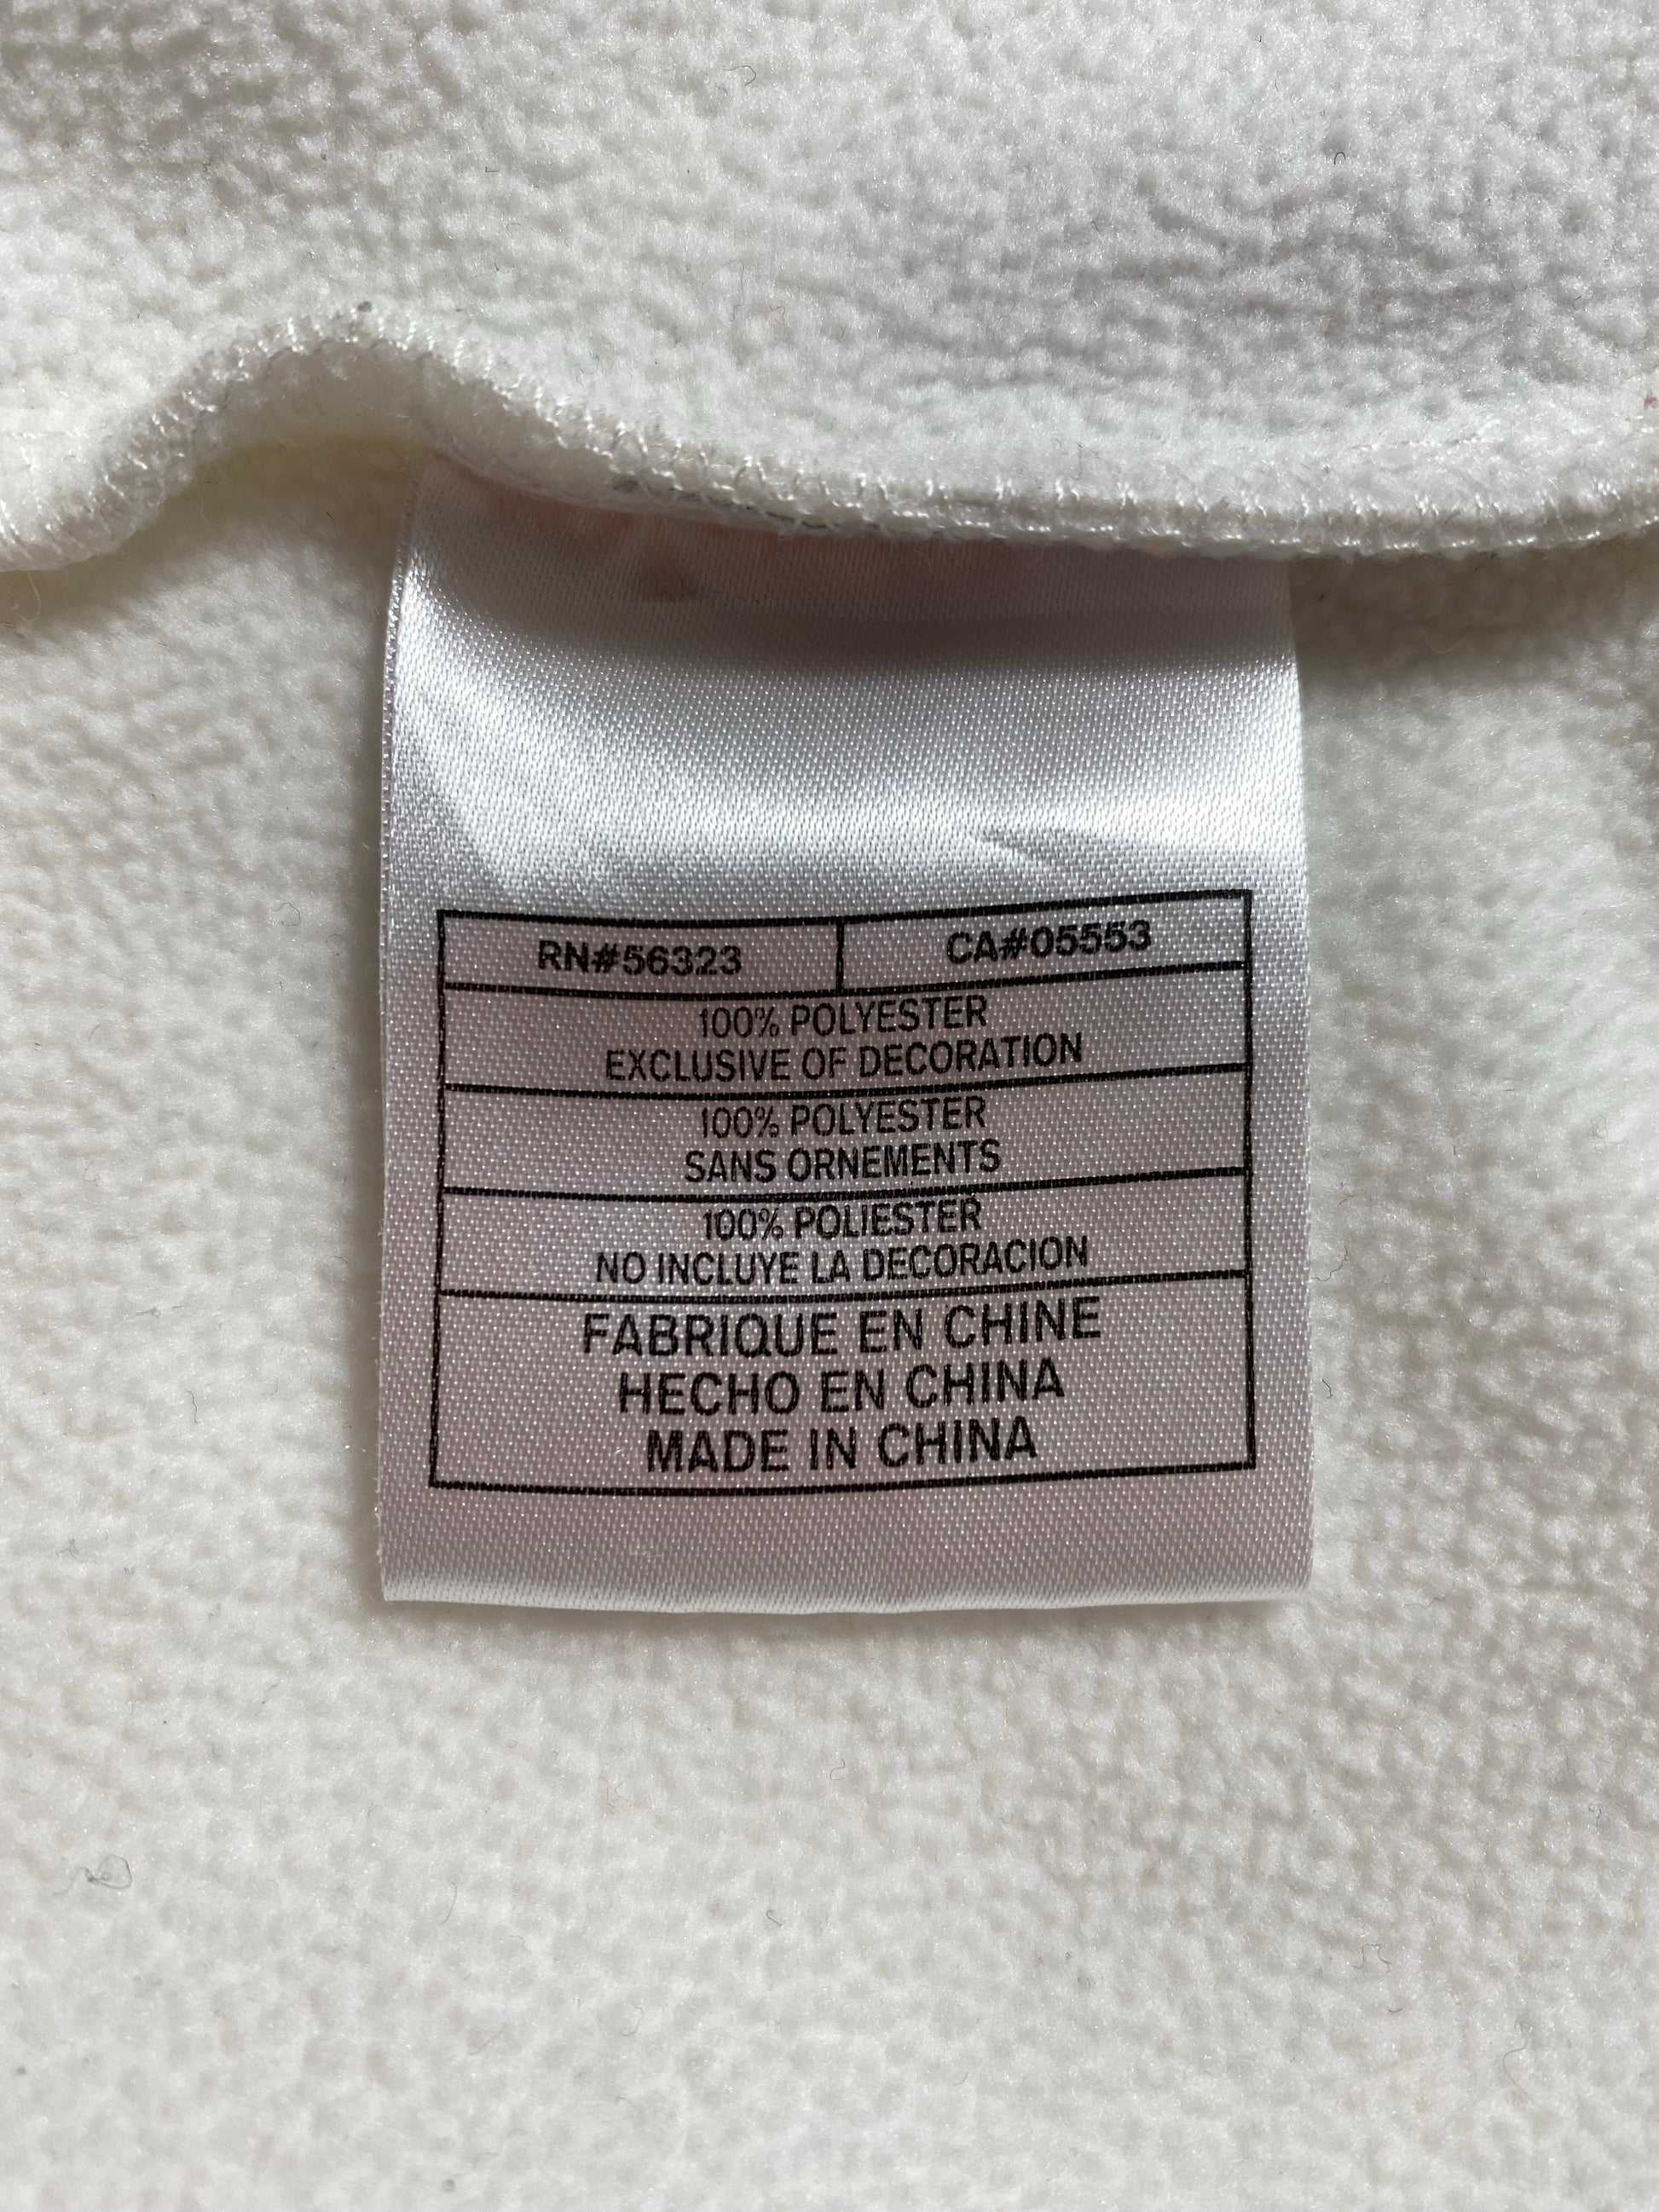 RN#56323 CA#05553
100% POLYESTER
EXCLUSIVE OF DECORATION
100% POLYESTER
SANS ORNEMENTS
100% POLIESTER
NO INCLUYE LA DECORACION
FABRIQUE EN CHINE
HECHO EN CHINA
MADE IN CHINA